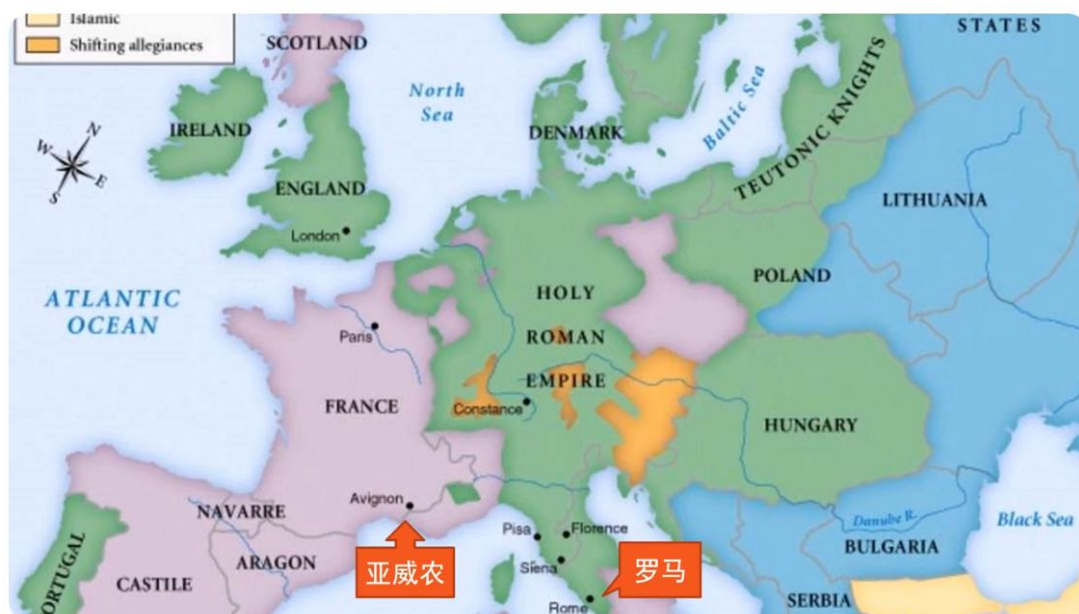 Islamic
Shifting allegiances
SCOTLAND
STATES
North
Sea
Baltic Sea
TEUTONIC KNIGHTS
IRELAND
DENMARK
N
W
E
S
ENGLAND
LITHUANIA
London
POLAND
ATLANTIC
OCEAN
HOLY
ROMAN
EMPIRE
Paris
FRANCE
Constance
HUNGARY
Avignon
NAVARRE
Pisa
Florence
Danube R.
Black Sea
PORTUGAL
ARAGON
亚威农
Siena
罗马
BULGARIA
CASTILE
Rome
SERBIA